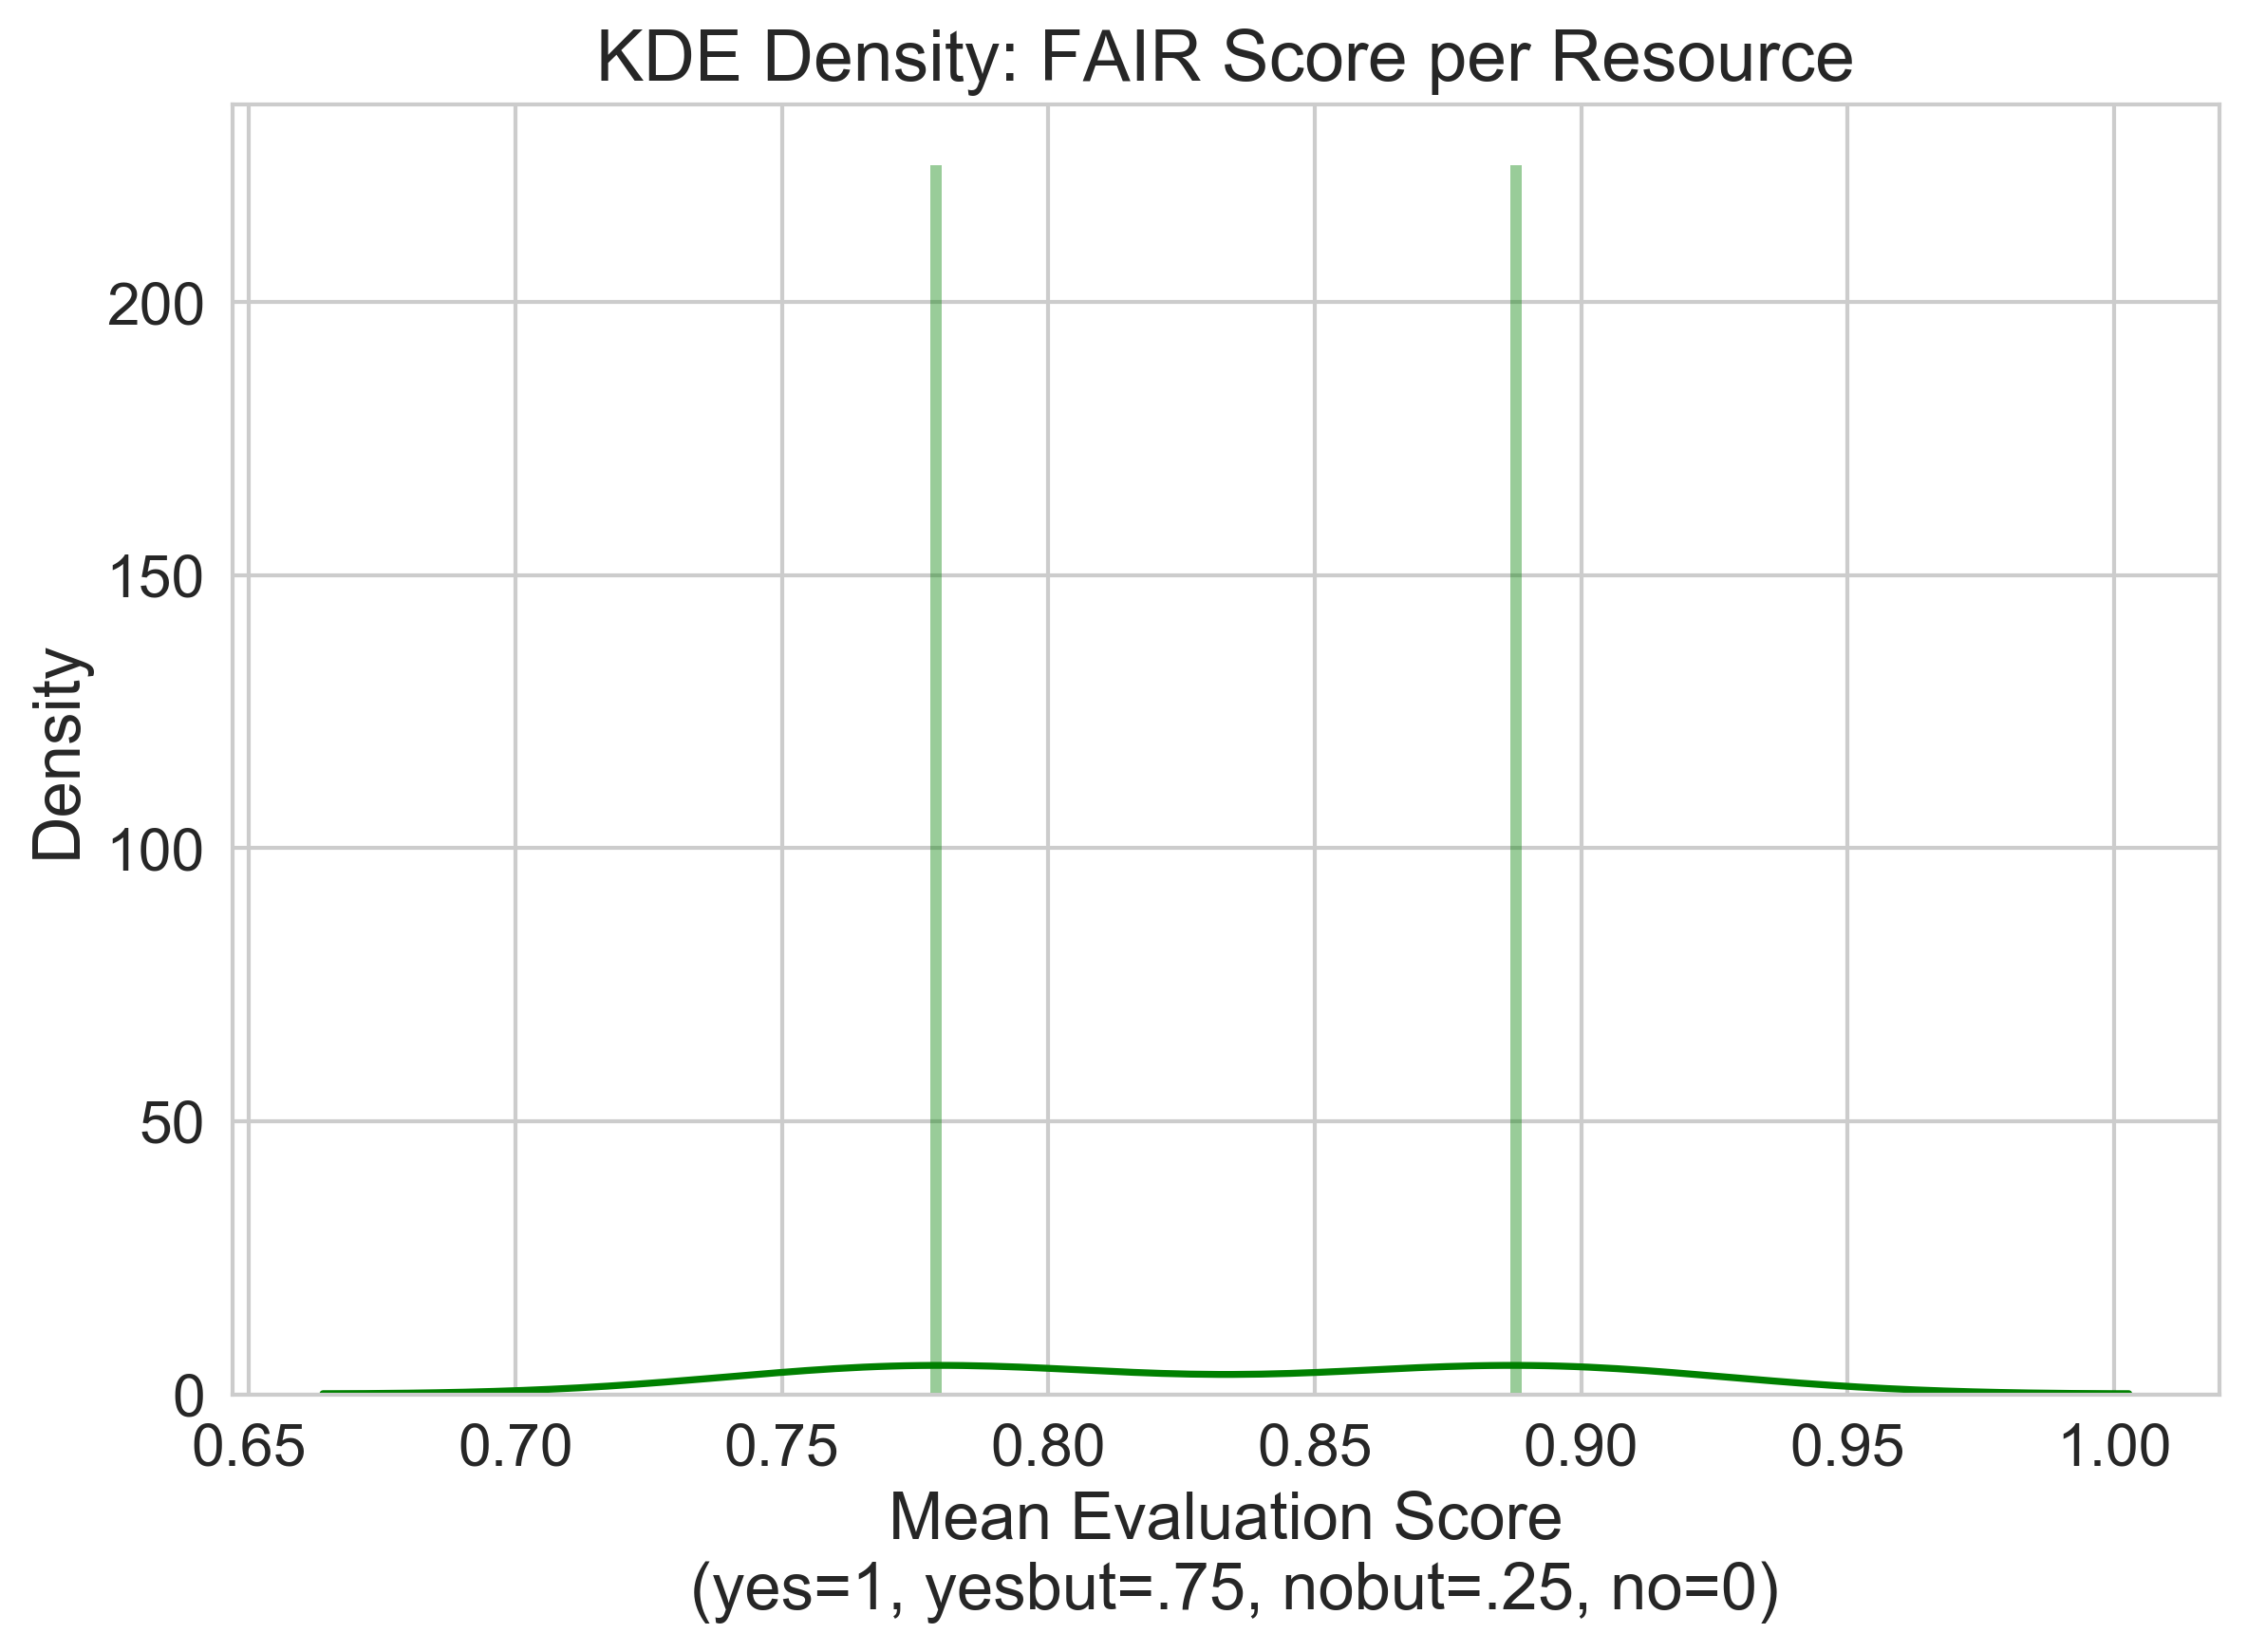 KDE Density: FAIR Score per Resource
Density
200
150
100
50
0
0.65 0.70 0.75 0.80 0.85 0.90 0.95 1.00
Mean Evaluation Score
(yes=1, yesbut=.75, nobut=.25, no=0)